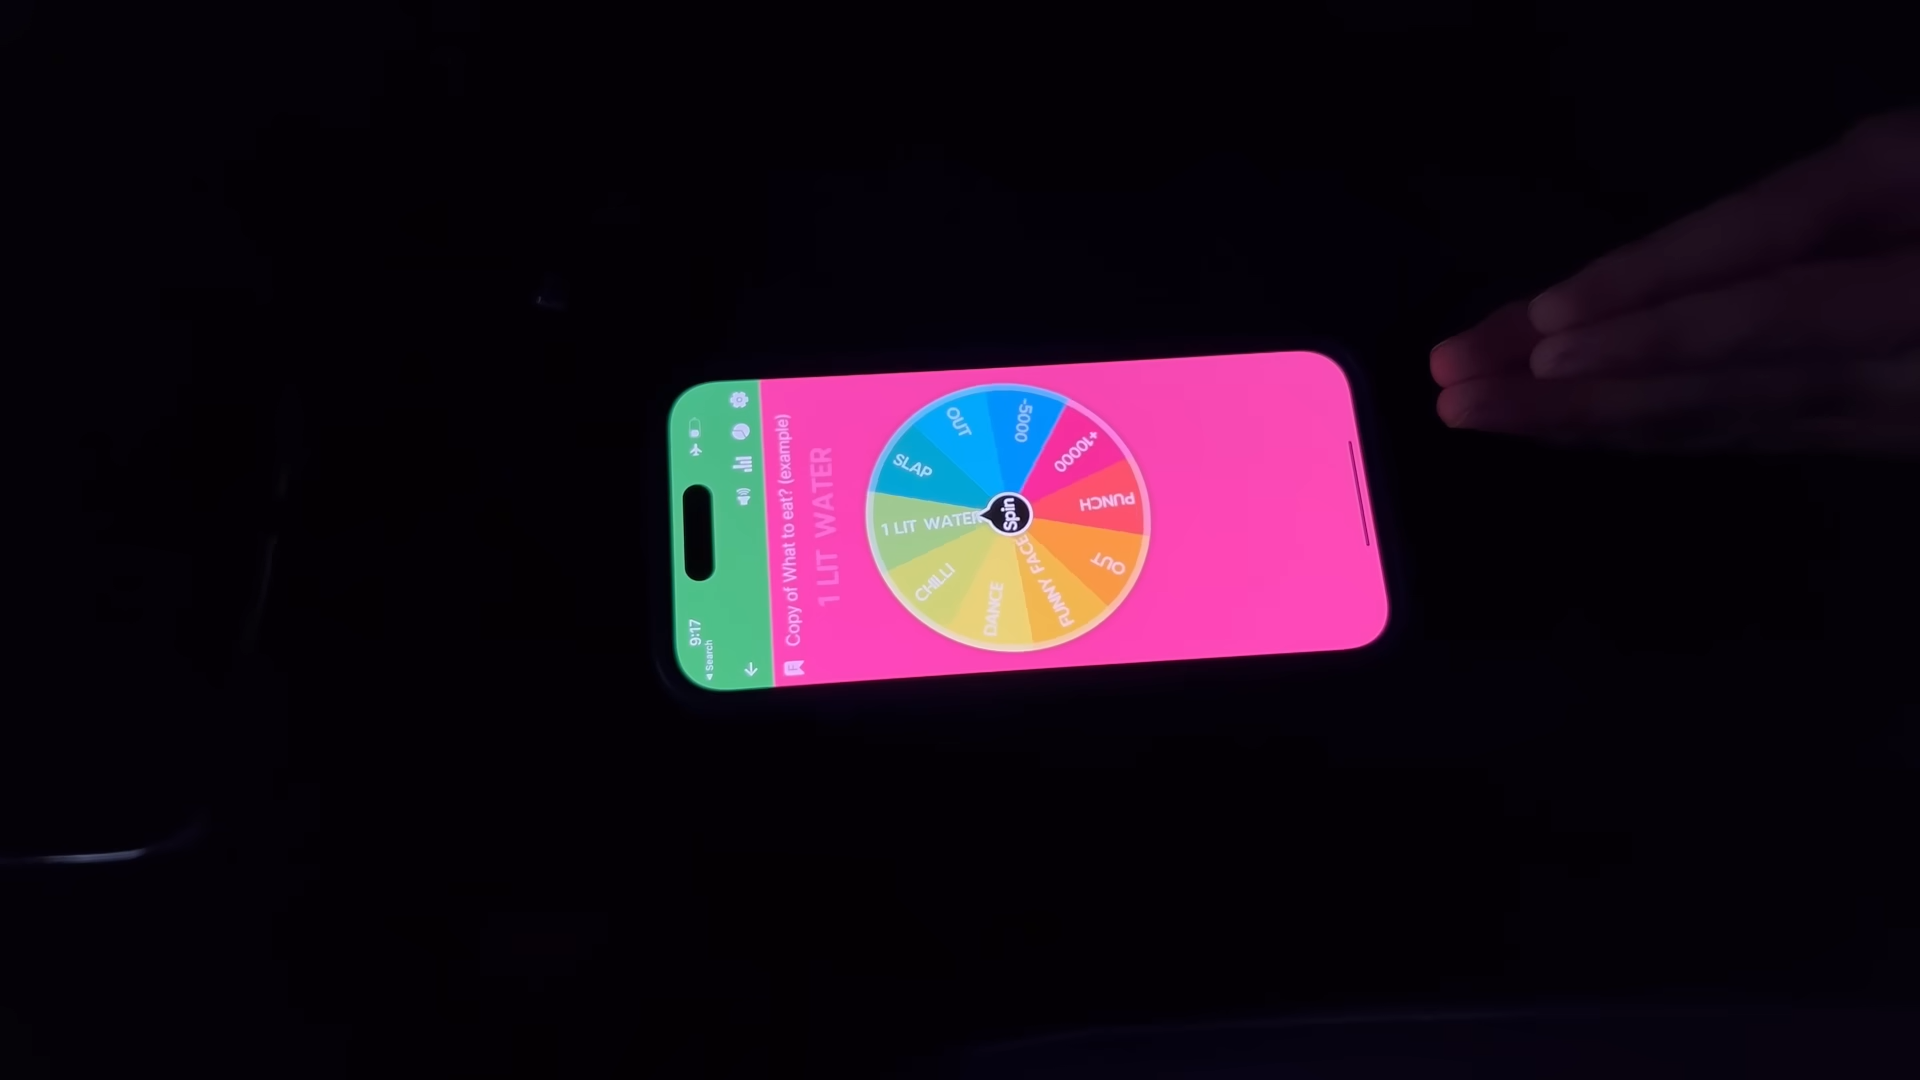 9:17
◀ Search
Copy of What to eat? (example)
1 LIT WATER
-5000
+10000
PUNCH
OUT
FUNNY FACE
DANCE
CHILLI
1 LIT WATER
SLAP
OUT
Spin